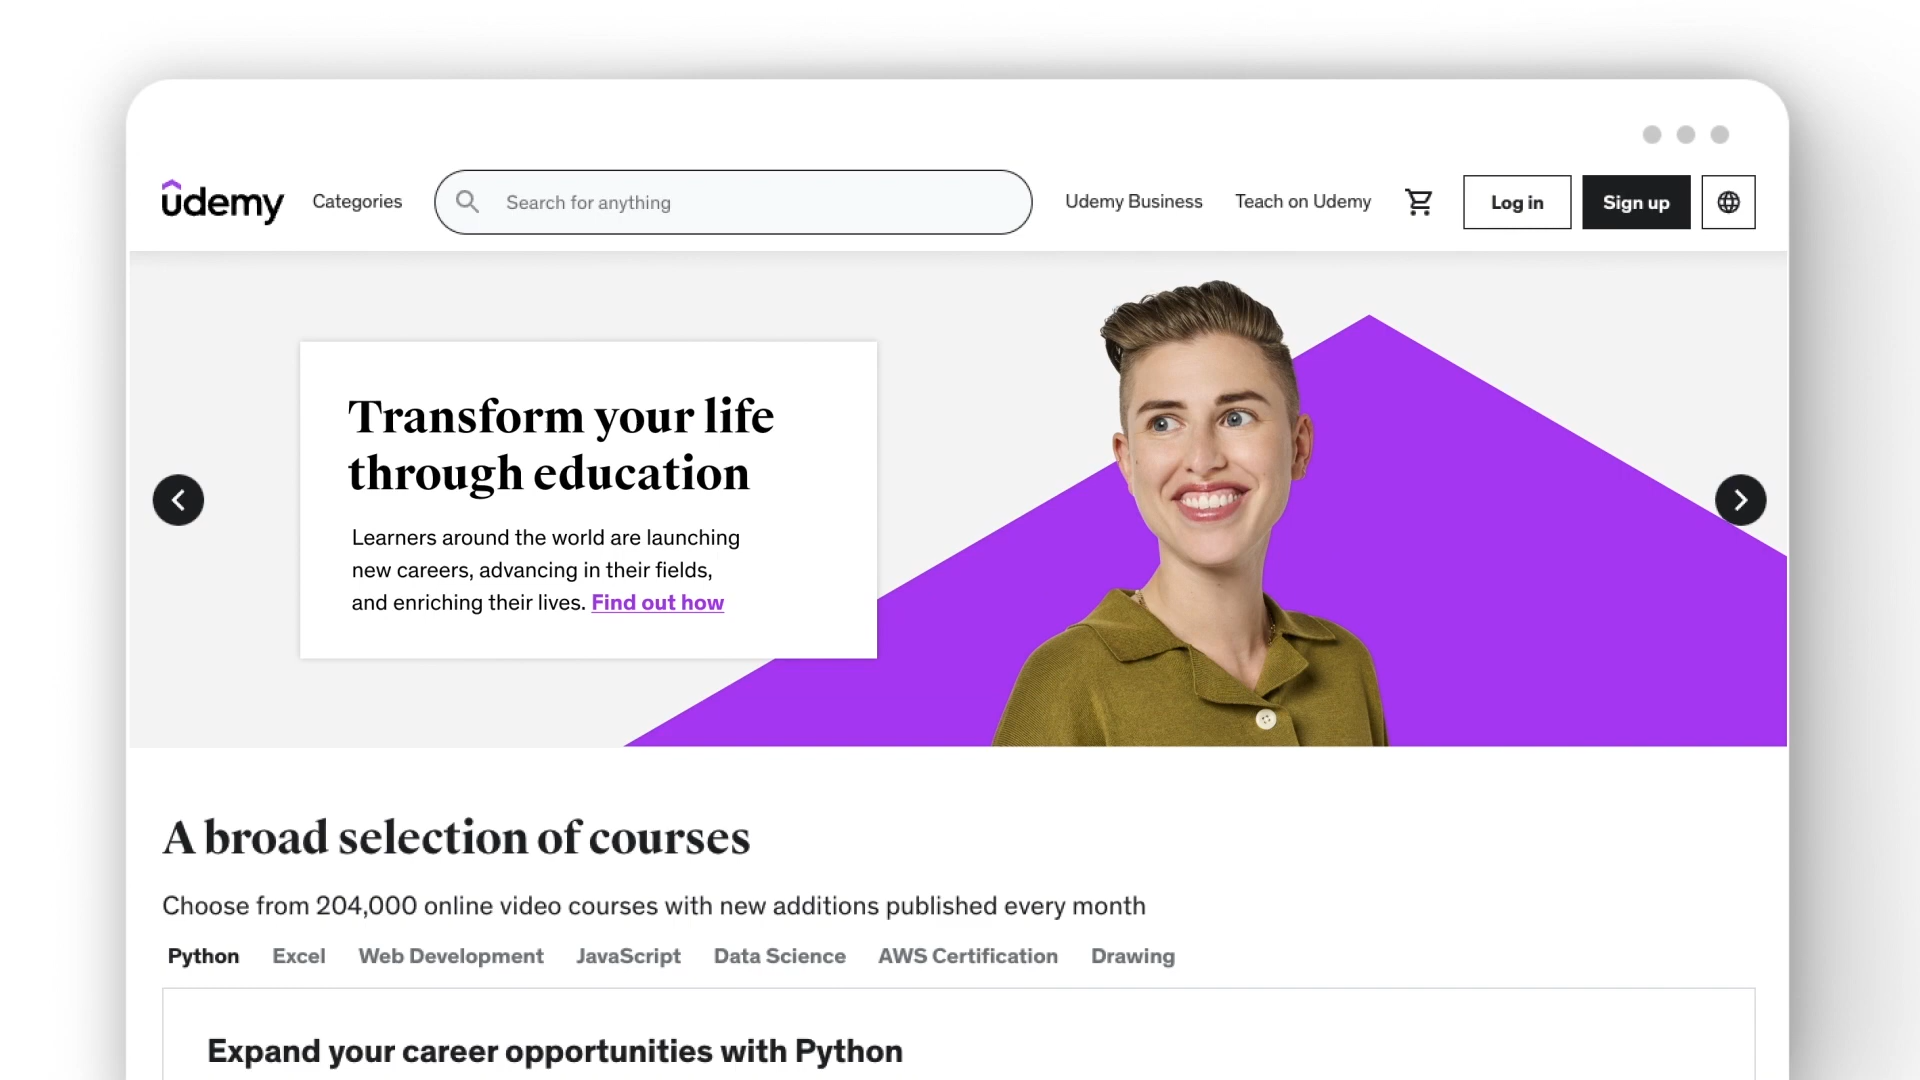 udemy
Categories
Search for anything
Udemy Business
Teach on Udemy
Log in
Sign up
Transform your life
through education
Learners around the world are launching
new careers, advancing in their fields,
and enriching their lives. Find out how
A broad selection of courses
Choose from 204,000 online video courses with new additions published every month
Python
Excel
Web Development
JavaScript
Data Science
AWS Certification
Drawing
Expand your career opportunities with Python